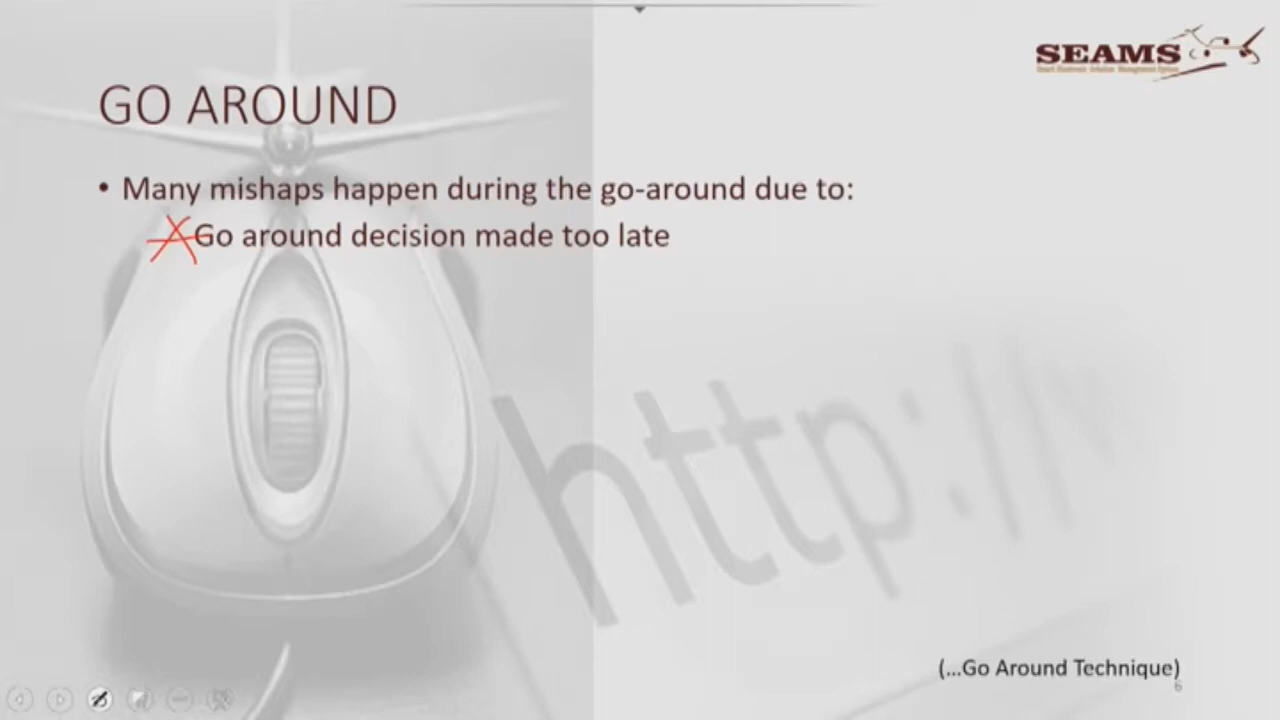 SEAMS
GO AROUND
• Many mishaps happen during the go-around due to:
Go around decision made too late
http://
(...Go Around Technique)
6